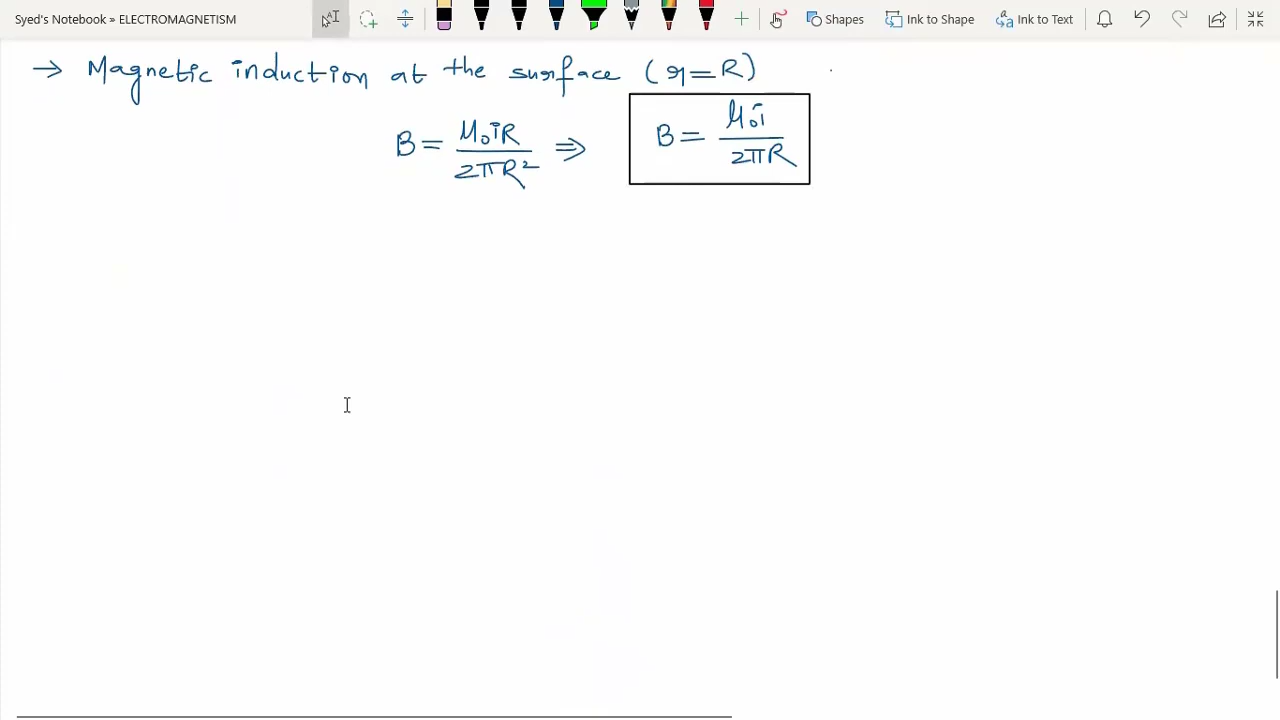 Syed's Notebook » ELECTROMAGNETISM
Shapes Ink to Shape Ink to Text
→ Magnetic induction at the surface (r=R)
B = μ₀iR / 2πR² ⇒ B = μ₀i / 2πR